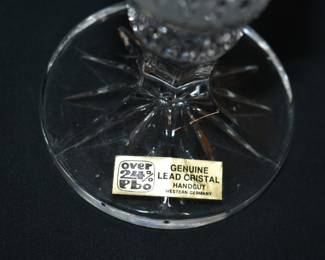 over
24%
Pbo
GENUINE
LEAD CRISTAL
HANDCUT
WESTERN GERMANY